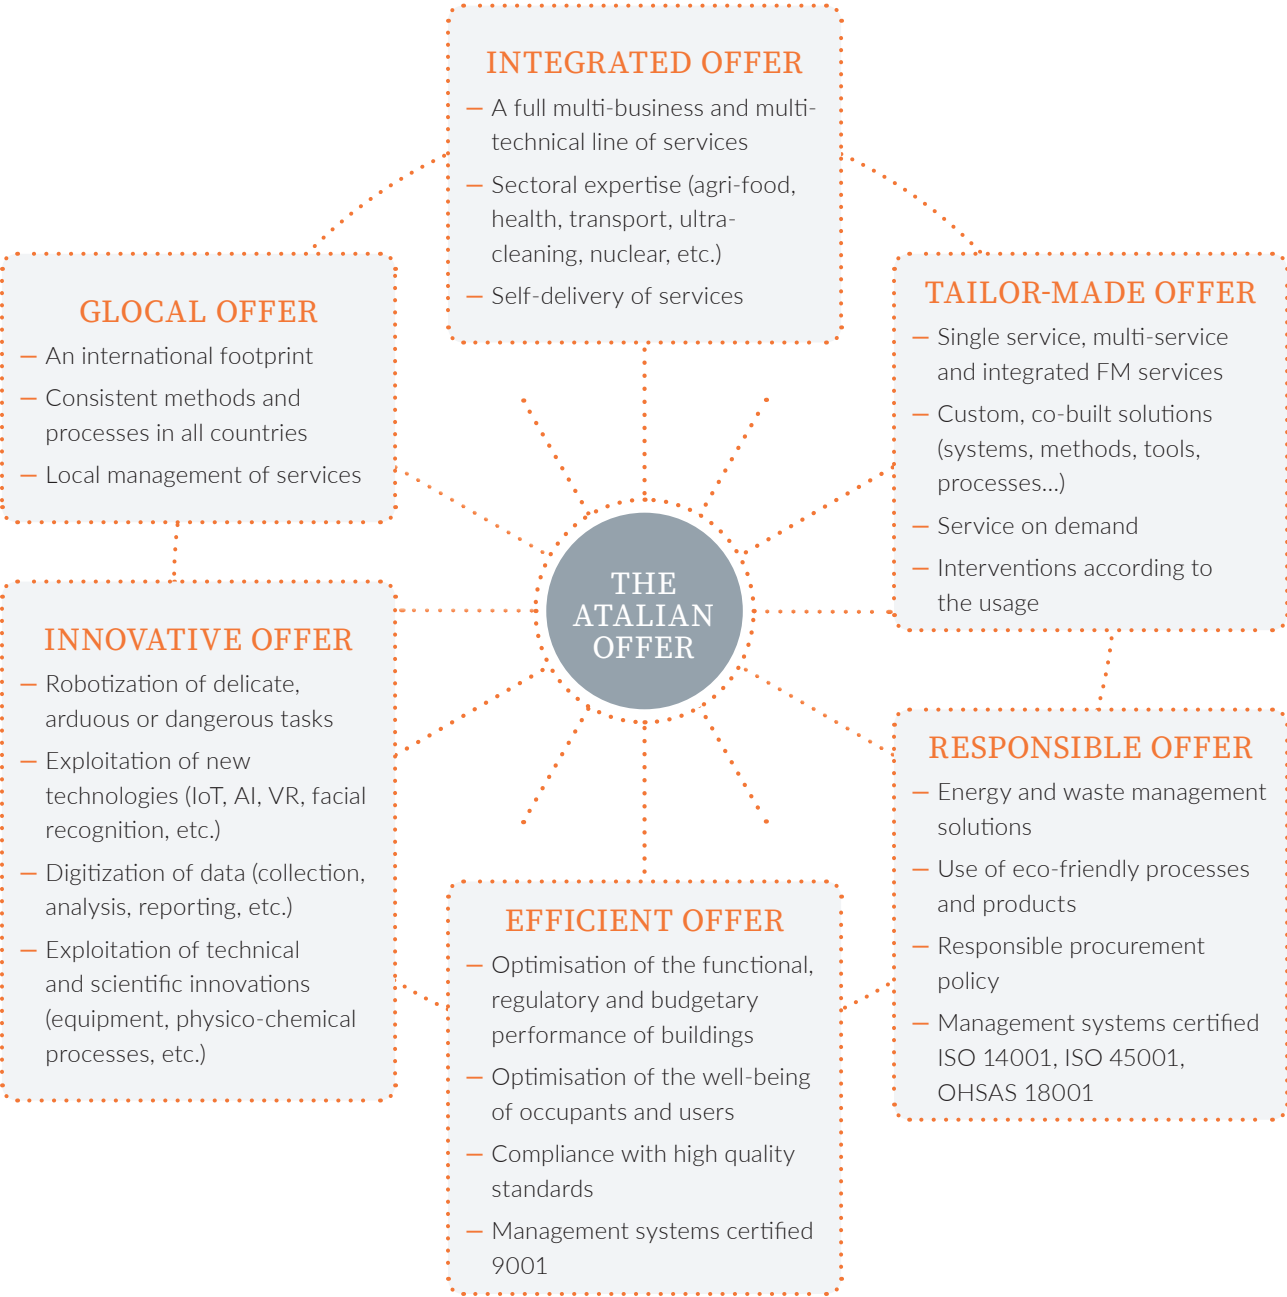 INTEGRATED OFFER
— A full multi-business and multi-
technical line of services
— Sectoral expertise (agri-food,
health, transport, ultra-
cleaning, nuclear, etc.)
— Self-delivery of services
GLOCAL OFFER
— An international footprint
— Consistent methods and
processes in all countries
— Local management of services
TAILOR-MADE OFFER
— Single service, multi-service
and integrated FM services
— Custom, co-built solutions
(systems, methods, tools,
processes...)
— Service on demand
— Interventions according to
the usage
THE
ATALIAN
OFFER
INNOVATIVE OFFER
— Robotization of delicate,
arduous or dangerous tasks
— Exploitation of new
technologies (IoT, AI, VR, facial
recognition, etc.)
— Digitization of data (collection,
analysis, reporting, etc.)
— Exploitation of technical
and scientific innovations
(equipment, physico-chemical
processes, etc.)
RESPONSIBLE OFFER
— Energy and waste management
solutions
— Use of eco-friendly processes
and products
— Responsible procurement
policy
— Management systems certified
ISO 14001, ISO 45001,
OHSAS 18001
EFFICIENT OFFER
— Optimisation of the functional,
regulatory and budgetary
performance of buildings
— Optimisation of the well-being
of occupants and users
— Compliance with high quality
standards
— Management systems certified
9001